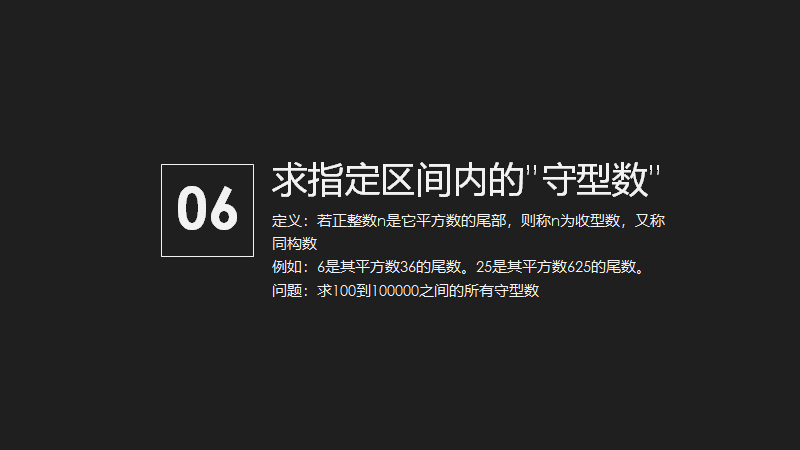 06
求指定区间内的"守型数"
定义：若正整数n是它平方数的尾部，则称n为收型数，又称
同构数
例如：6是其平方数36的尾数。25是其平方数625的尾数。
问题：求100到100000之间的所有守型数